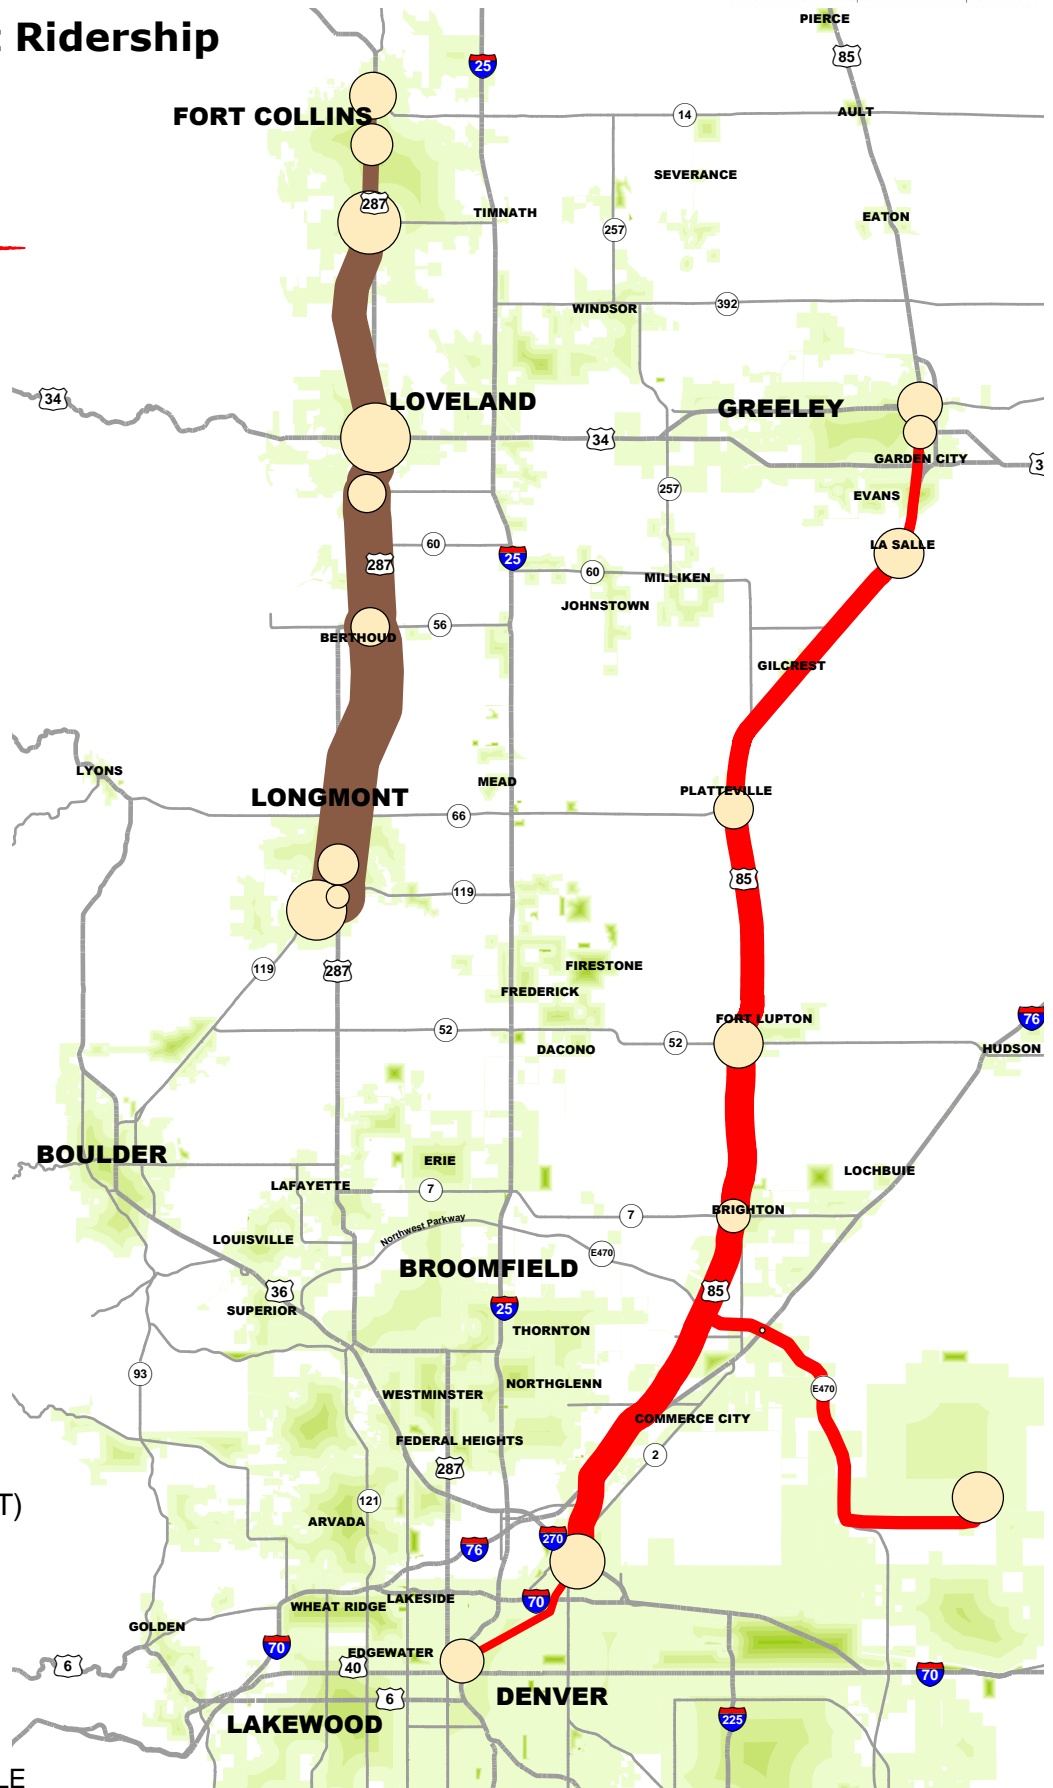 PIERCE
: Ridership
85
25
FORT COLLINS
14
AULT
SEVERANCE
287
TIMNATH
EATON
257
392
WINDSOR
34
LOVELAND
GREELEY
34
GARDEN CITY
3
257
EVANS
60
LA SALLE
25
287
60
MILLIKEN
JOHNSTOWN
56
BERTHOUD
GILCREST
LYONS
MEAD
PLATTEVILLE
LONGMONT
66
85
119
FIRESTONE
119
287
FREDERICK
FORT LUPTON
76
52
52
DACONO
HUDSON
BOULDER
ERIE
LOCHBUIE
LAFAYETTE
7
BRIGHTON
7
Northwest Parkway
LOUISVILLE
E470
BROOMFIELD
36
85
SUPERIOR
25
THORNTON
93
NORTHGLENN
E470
WESTMINSTER
COMMERCE CITY
FEDERAL HEIGHTS
2
287
T)
121
ARVADA
270
76
LAKESIDE
70
WHEAT RIDGE
GOLDEN
70
EDGEWATER
6
40
70
DENVER
6
LAKEWOOD
225
LE